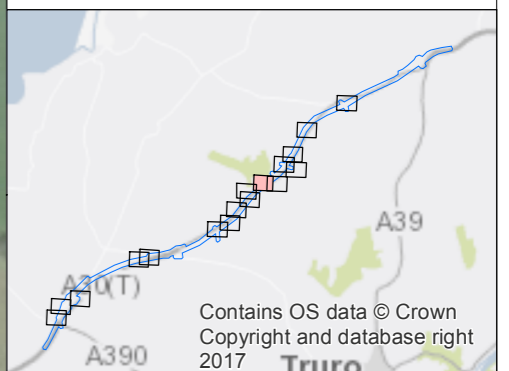 A39
A30(T)
Contains OS data © Crown
Copyright and database right
2017
A390
Truro